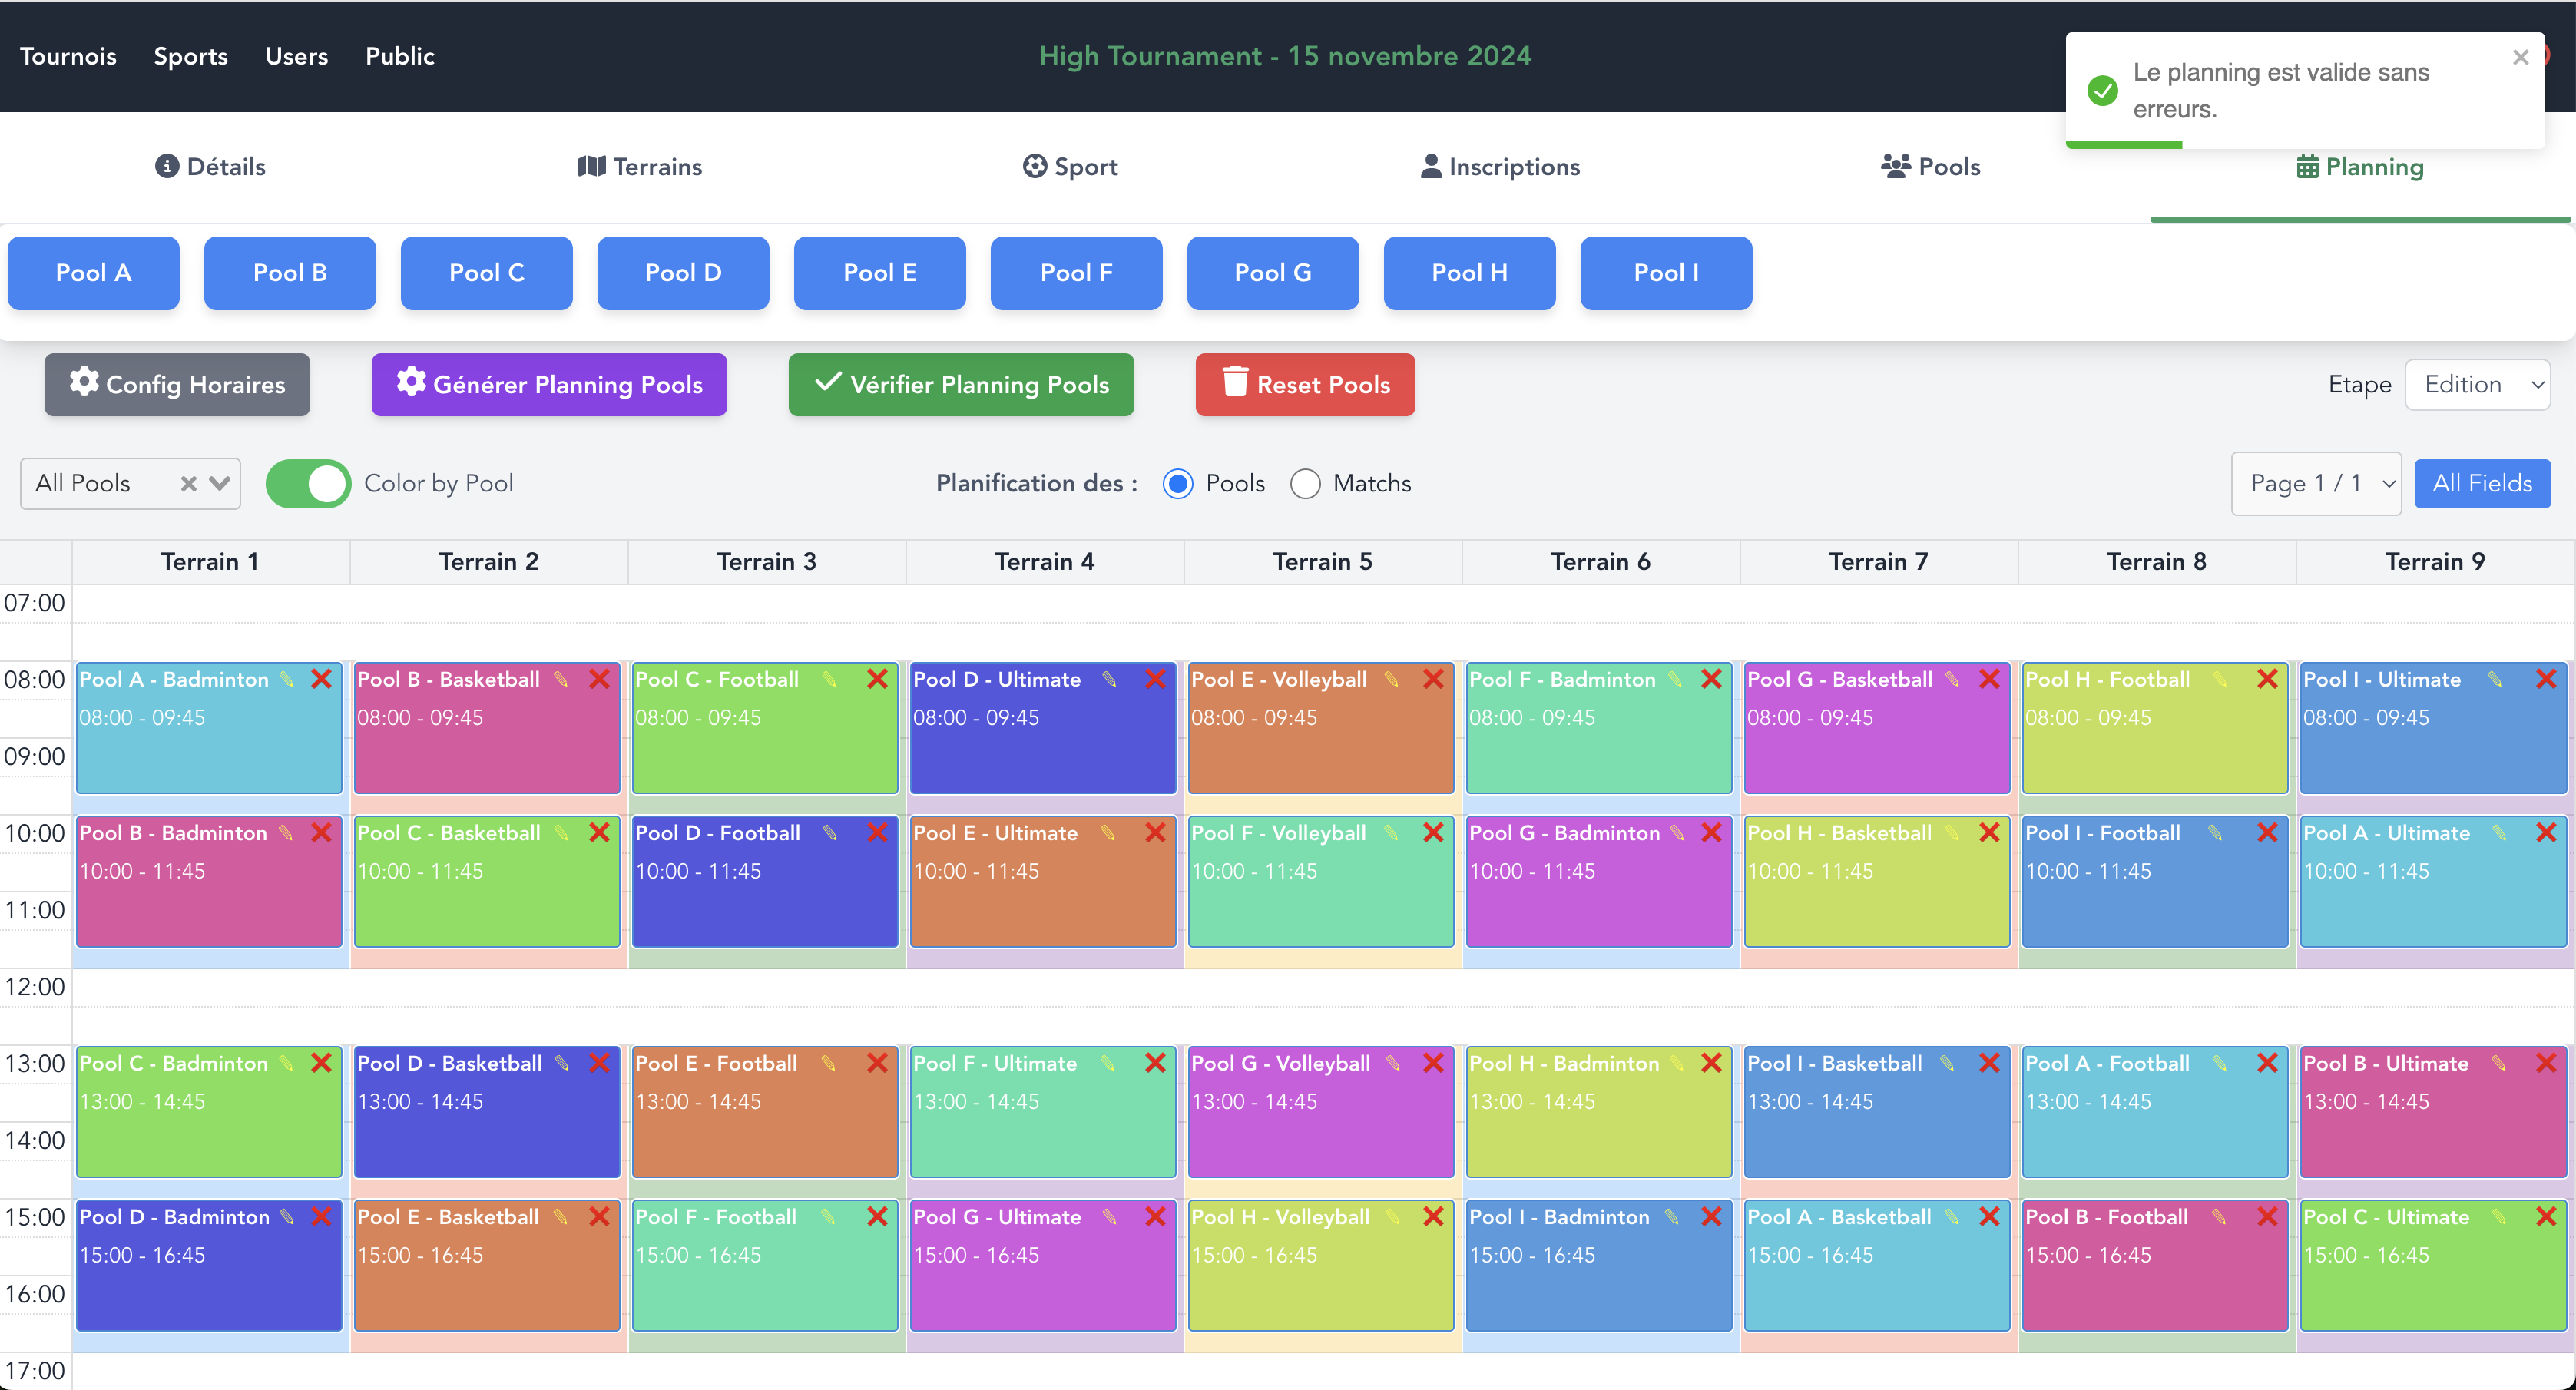 Tournois Sports Users Public High Tournament - 15 novembre 2024
Le planning est valide sans
erreurs.
Détails Terrains Sport Inscriptions Pools Planning
Pool A Pool B Pool C Pool D Pool E Pool F Pool G Pool H Pool I
Config Horaires Générer Planning Pools Vérifier Planning Pools Reset Pools Etape Edition
All Pools Color by Pool Planification des : Pools Matchs Page 1 / 1 All Fields
Terrain 1 Terrain 2 Terrain 3 Terrain 4 Terrain 5 Terrain 6 Terrain 7 Terrain 8 Terrain 9
07:00
08:00 Pool A - Badminton Pool B - Basketball Pool C - Football Pool D - Ultimate Pool E - Volleyball Pool F - Badminton Pool G - Basketball Pool H - Football Pool I - Ultimate
08:00 - 09:45 08:00 - 09:45 08:00 - 09:45 08:00 - 09:45 08:00 - 09:45 08:00 - 09:45 08:00 - 09:45 08:00 - 09:45 08:00 - 09:45
09:00
10:00 Pool B - Badminton Pool C - Basketball Pool D - Football Pool E - Ultimate Pool F - Volleyball Pool G - Badminton Pool H - Basketball Pool I - Football Pool A - Ultimate
10:00 - 11:45 10:00 - 11:45 10:00 - 11:45 10:00 - 11:45 10:00 - 11:45 10:00 - 11:45 10:00 - 11:45 10:00 - 11:45 10:00 - 11:45
11:00
12:00
13:00 Pool C - Badminton Pool D - Basketball Pool E - Football Pool F - Ultimate Pool G - Volleyball Pool H - Badminton Pool I - Basketball Pool A - Football Pool B - Ultimate
13:00 - 14:45 13:00 - 14:45 13:00 - 14:45 13:00 - 14:45 13:00 - 14:45 13:00 - 14:45 13:00 - 14:45 13:00 - 14:45 13:00 - 14:45
14:00
15:00 Pool D - Badminton Pool E - Basketball Pool F - Football Pool G - Ultimate Pool H - Volleyball Pool I - Badminton Pool A - Basketball Pool B - Football Pool C - Ultimate
15:00 - 16:45 15:00 - 16:45 15:00 - 16:45 15:00 - 16:45 15:00 - 16:45 15:00 - 16:45 15:00 - 16:45 15:00 - 16:45 15:00 - 16:45
16:00
17:00